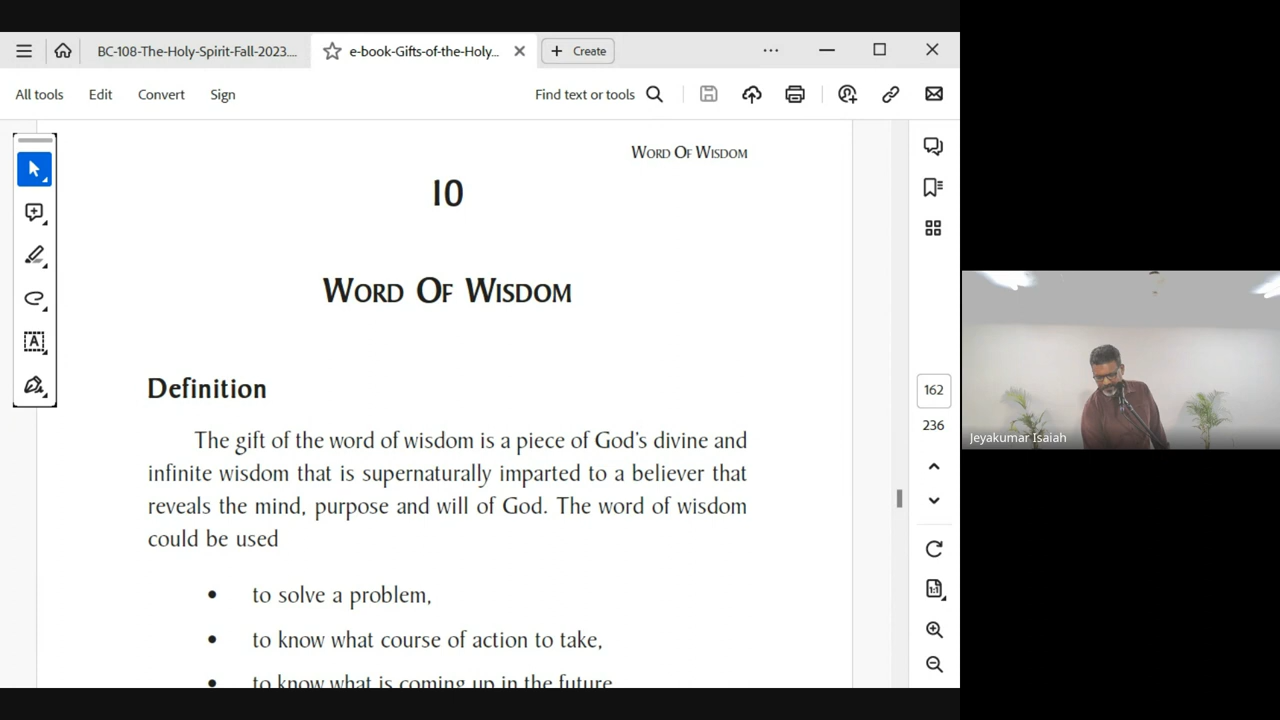 BC-108-The-Holy-Spirit-Fall-2023....
e-book-Gifts-of-the-Holy...
Create
All tools
Edit
Convert
Sign
Find text or tools
WORD OF WISDOM
10
WORD OF WISDOM
Definition
The gift of the word of wisdom is a piece of God's divine and
infinite wisdom that is supernaturally imparted to a believer that
reveals the mind, purpose and will of God. The word of wisdom
could be used
• to solve a problem,
• to know what course of action to take,
• to know what is coming up in the future
162
236
1:1
Jeyakumar Isaiah